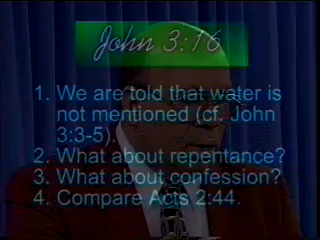 John 3:16
1. We are told that water is
not mentioned (cf. John
3:3-5).
2. What about repentance?
3. What about confession?
4. Compare Acts 2:44.